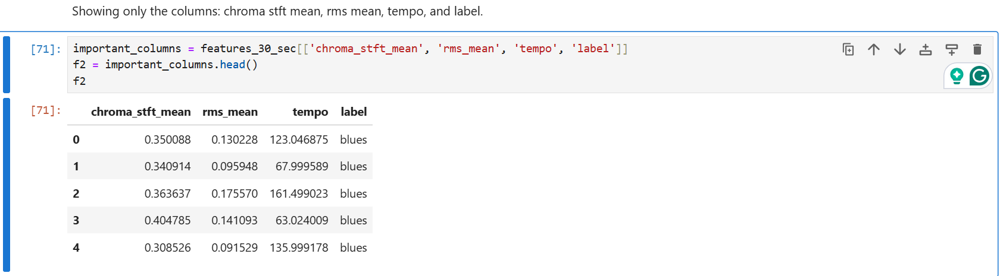 Showing only the columns: chroma stft mean, rms mean, tempo, and label.
[71]: important_columns = features_30_sec[['chroma_stft_mean', 'rms_mean', 'tempo', 'label']]
f2 = important_columns.head()
f2
G
[71]: chroma_stft_mean rms_mean tempo label
0 0.350088 0.130228 123.046875 blues
1 0.340914 0.095948 67.999589 blues
2 0.363637 0.175570 161.499023 blues
3 0.404785 0.141093 63.024009 blues
4 0.308526 0.091529 135.999178 blues